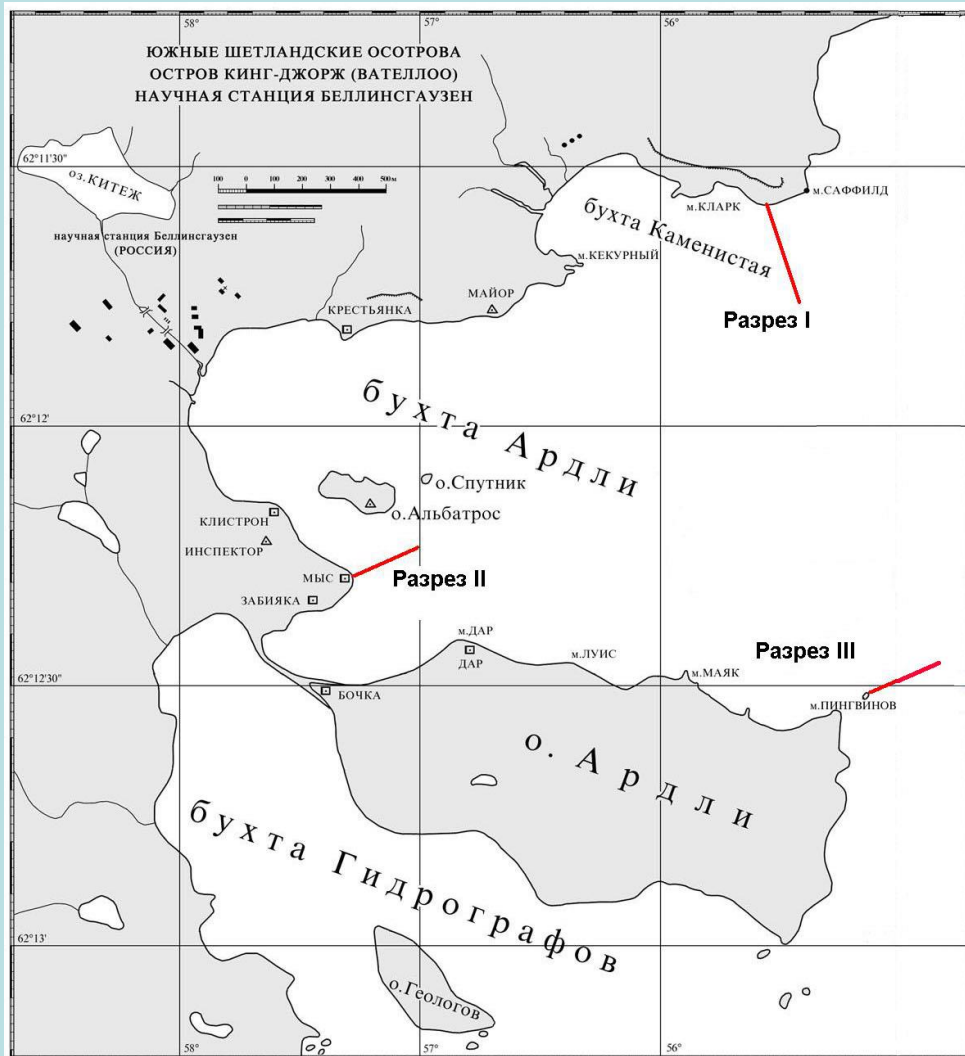 58°
57°
56°
ЮЖНЫЕ ШЕТЛАНДСКИЕ ОСОТРОВА
ОСТРОВ КИНГ-ДЖОРЖ (ВАТЕЛЛОО)
НАУЧНАЯ СТАНЦИЯ БЕЛЛИНСГАУЗЕН
62°11'30"
оз.КИТЕЖ
100 0 100 200 300 400 500м
м.САФФИЛД
м.КЛАРК
бухта Каменистая
научная станция Беллинсгаузен
(РОССИЯ)
м.КЕКУРНЫЙ
МАЙОР
КРЕСТЬЯНКА
Разрез I
62°12'
бухта Ардли
о.Спутник
о.Альбатрос
КЛИСТРОН
ИНСПЕКТОР
МЫС
Разрез II
ЗАБИЯКА
м.ДАР
ДАР
м.ЛУИС
Разрез III
м.МАЯК
62°12'30"
БОЧКА
м.ПИНГВИНОВ
о. Ардли
бухта Гидрографов
62°13'
о.Геологов
58°
57°
56°